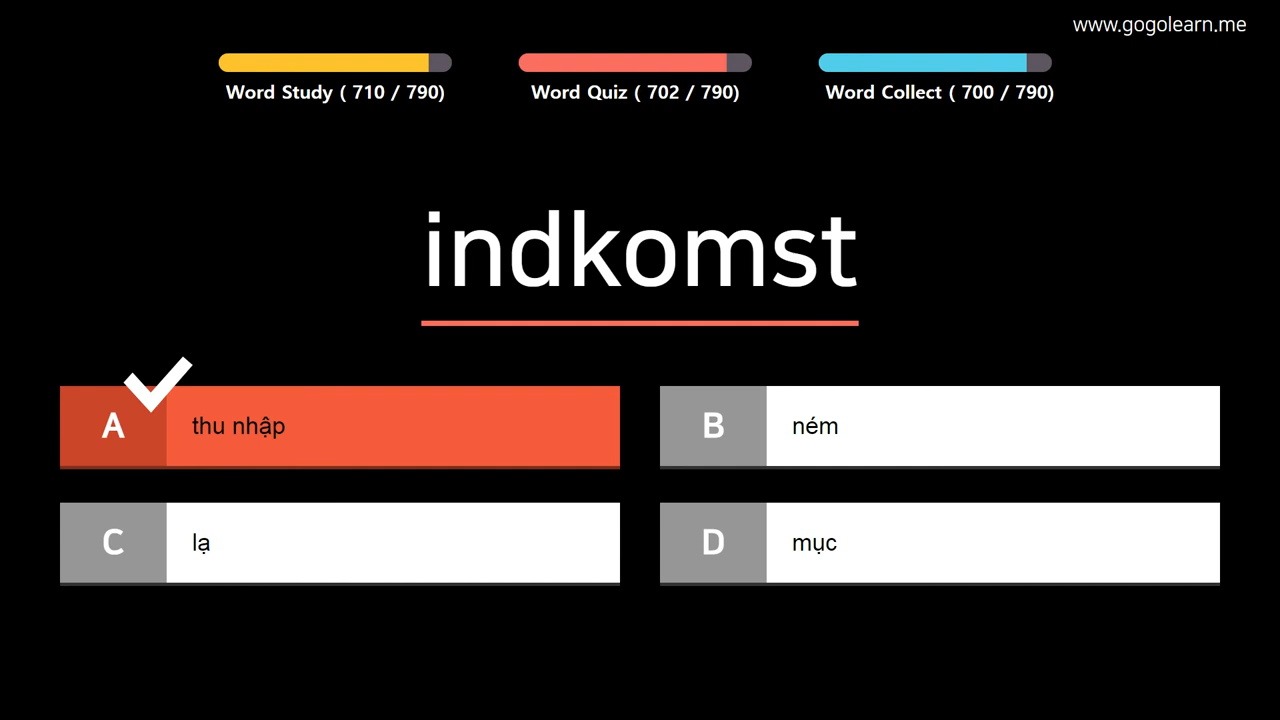 www.gogolearn.me
Word Study ( 710 / 790)
Word Quiz ( 702 / 790)
Word Collect ( 700 / 790)
indkomst
A
thu nhập
B
ném
C
lạ
D
mục